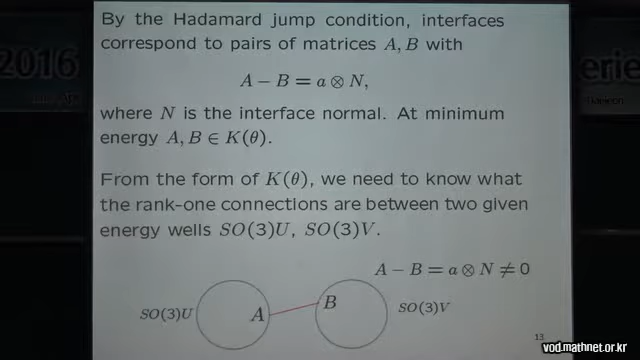 2016
erie
By the Hadamard jump condition, interfaces
correspond to pairs of matrices A, B with
A − B = a ⊗ N,
where N is the interface normal. At minimum
energy A, B ∈ K(θ).
From the form of K(θ), we need to know what
the rank-one connections are between two given
energy wells SO(3)U, SO(3)V.
A − B = a ⊗ N ≠ 0
SO(3)U
A
B
SO(3)V
13
vod.mathnet.or.kr